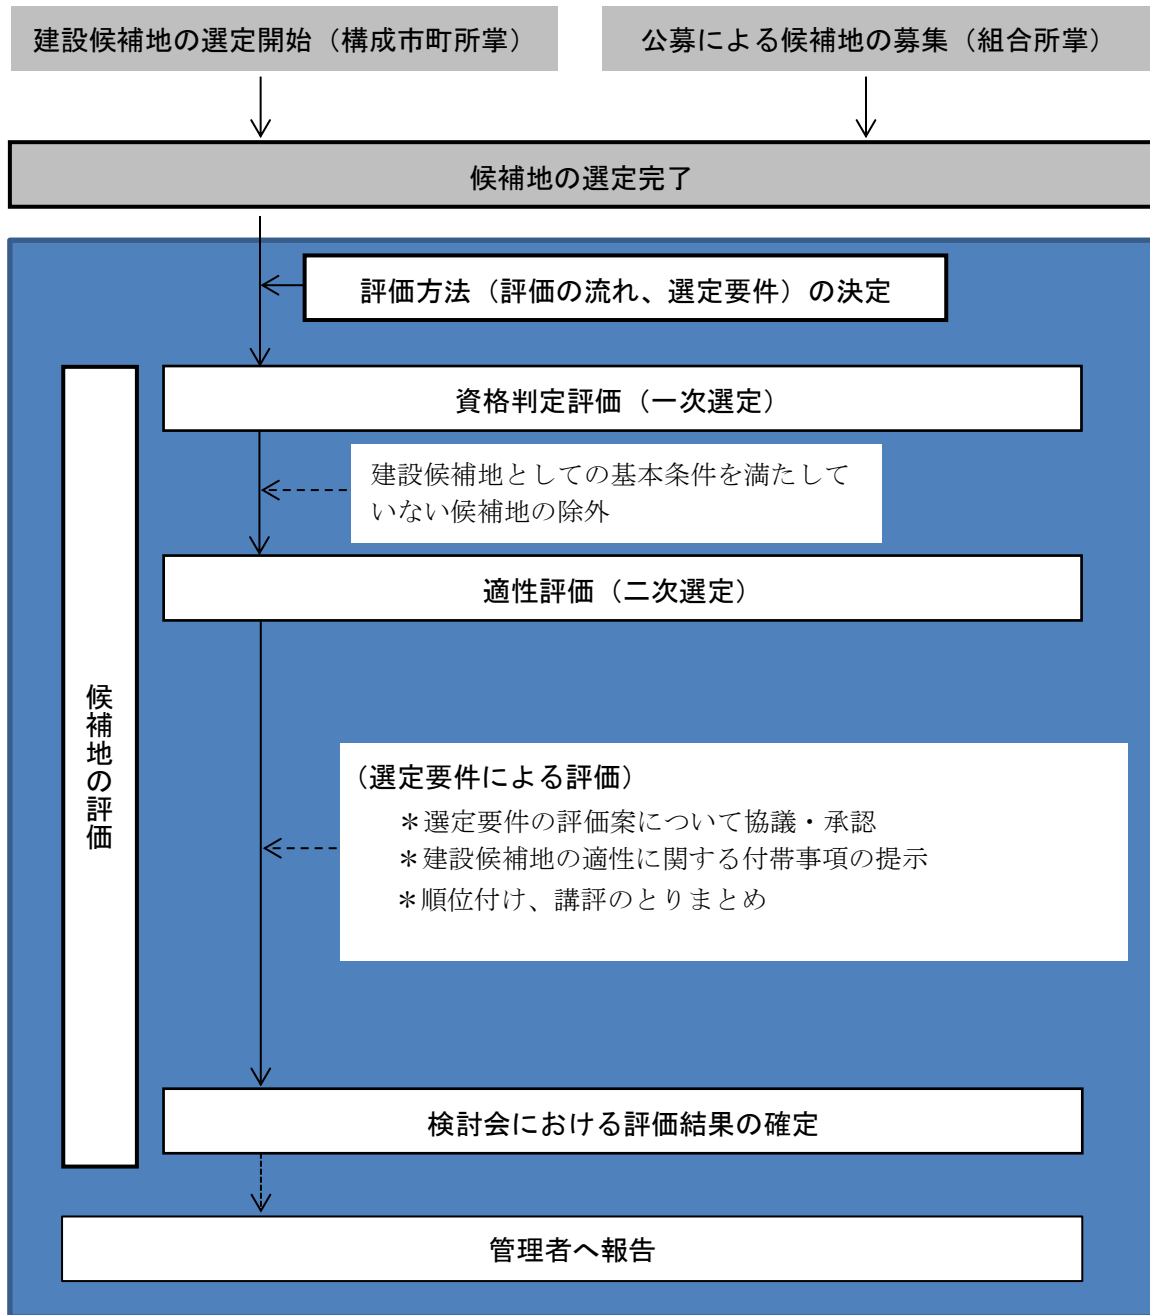 建設候補地の選定開始（構成市町所掌）
公募による候補地の募集（組合所掌）
候補地の選定完了
評価方法（評価の流れ、選定要件）の決定
資格判定評価（一次選定）
建設候補地としての基本条件を満たして
いない候補地の除外
適性評価（二次選定）
候補地の評価
（選定要件による評価）
＊選定要件の評価案について協議・承認
＊建設候補地の適性に関する付帯事項の提示
＊順位付け、講評のとりまとめ
検討会における評価結果の確定
管理者へ報告